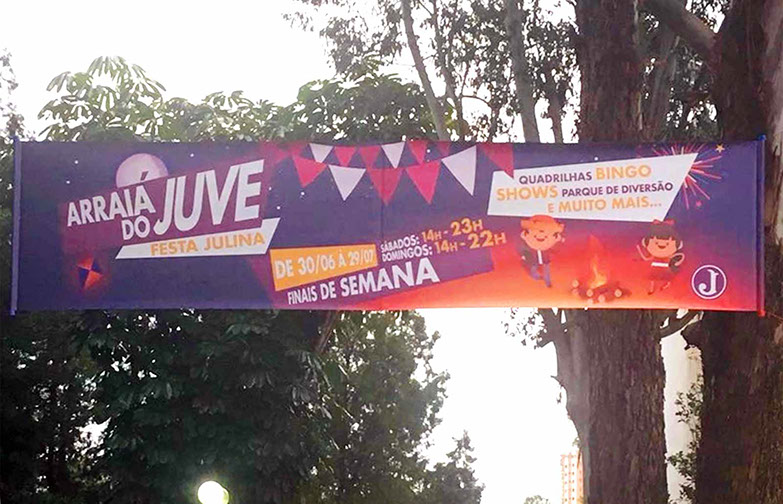 ARRAIÁ
DO JUVE
FESTA JULINA
DE 30/06 À 29/07
FINAIS DE SEMANA
SÁBADOS: 14H - 23H
DOMINGOS: 14H - 22H
QUADRILHAS BINGO
SHOWS PARQUE DE DIVERSÃO
E MUITO MAIS...
J